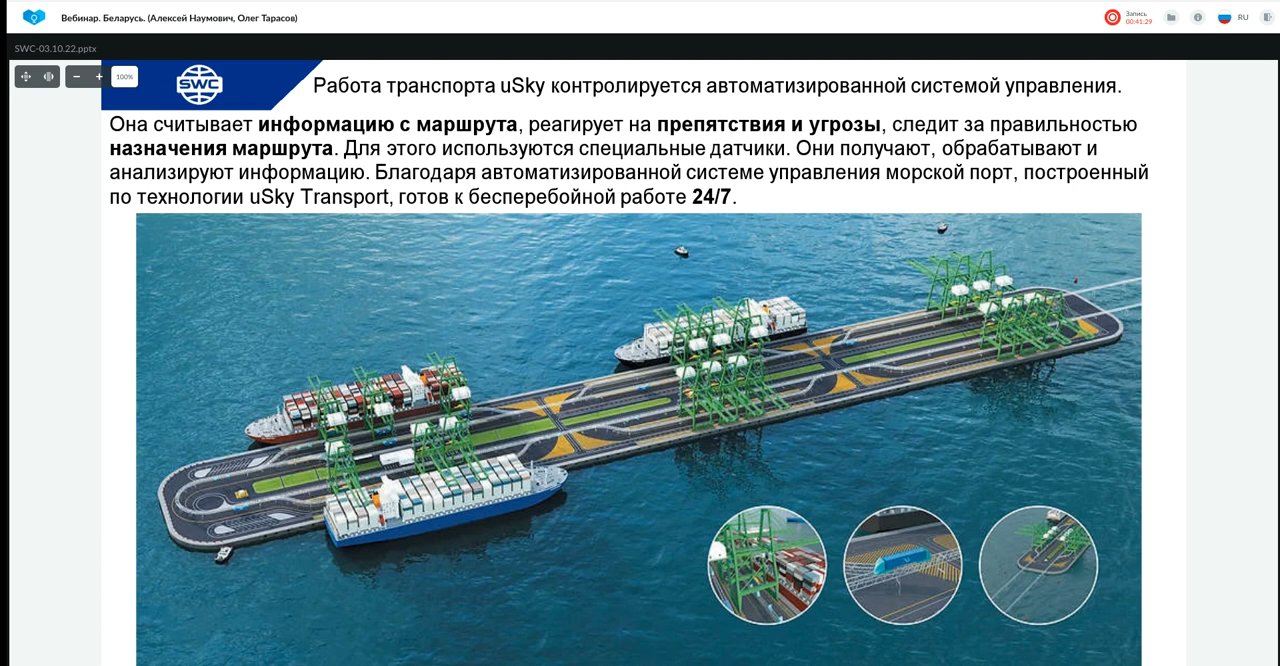 Вебинар. Беларусь. (Алексей Наумович, Олег Тарасов)
Запись
00:41:29
RU
SWC-03.10.22.pptx
100%
SWC
Работа транспорта uSky контролируется автоматизированной системой управления.
Она считывает информацию с маршрута, реагирует на препятствия и угрозы, следит за правильностью
назначения маршрута. Для этого используются специальные датчики. Они получают, обрабатывают и
анализируют информацию. Благодаря автоматизированной системе управления морской порт, построенный
по технологии uSky Transport, готов к бесперебойной работе 24/7.